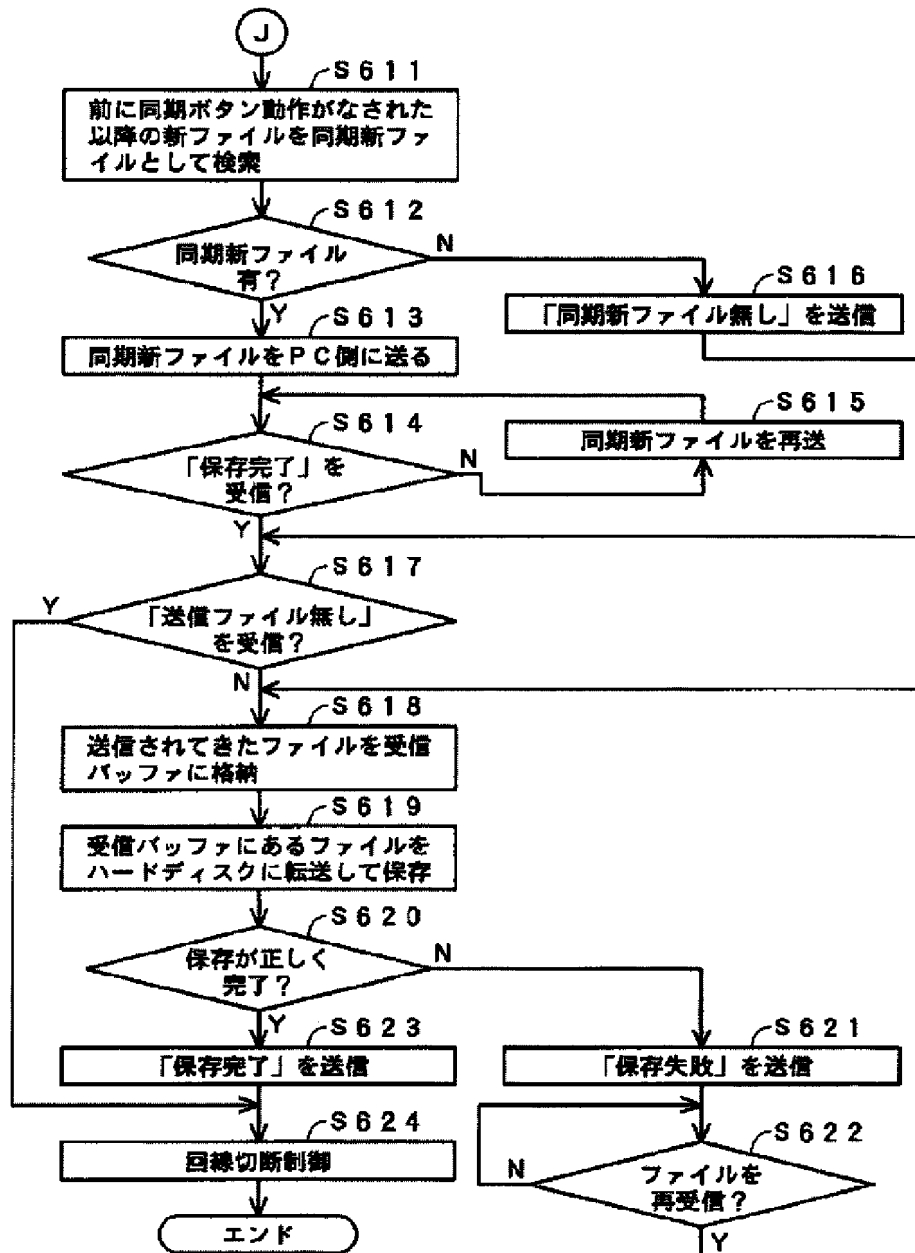 J
S611
前に同期ボタン動作がなされた
以降の新ファイルを同期新ファ
イルとして検索
S612
同期新ファイル
有?
N
Y
S616
「同期新ファイル無し」を送信
S613
同期新ファイルをPC側に送る
S615
同期新ファイルを再送
S614
「保存完了」を
受信?
N
Y
S617
Y
「送信ファイル無し」
を受信?
N
S618
送信されてきたファイルを受信
バッファに格納
S619
受信バッファにあるファイルを
ハードディスクに転送して保存
S620
保存が正しく
完了?
N
Y
S623
「保存完了」を送信
S621
「保存失敗」を送信
S624
回線切断制御
S622
ファイルを
再受信?
N
Y
エンド